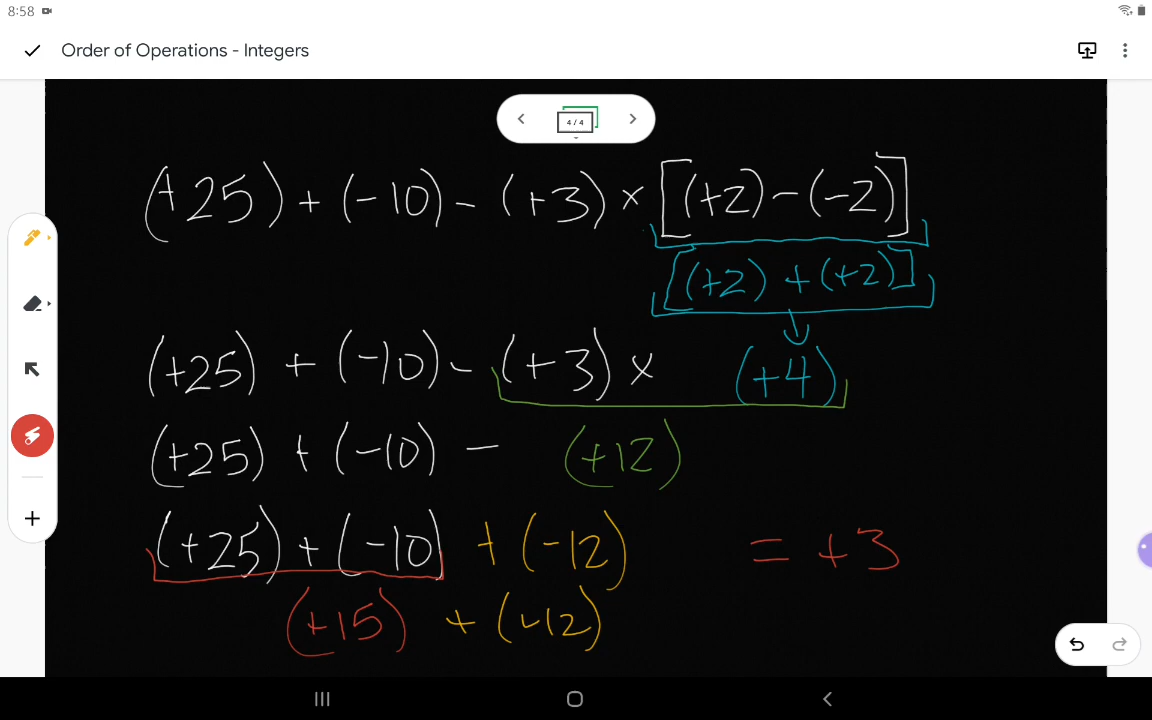 8:58
Order of Operations - Integers
4 / 4
(+25) + (-10) - (+3) × [(+2) - (-2)]
[(+2) + (+2)]
(+25) + (-10) - (+3) × (+4)
(+25) + (-10) - (+12)
(+25) + (-10) + (-12) = +3
(+15) + (-12)